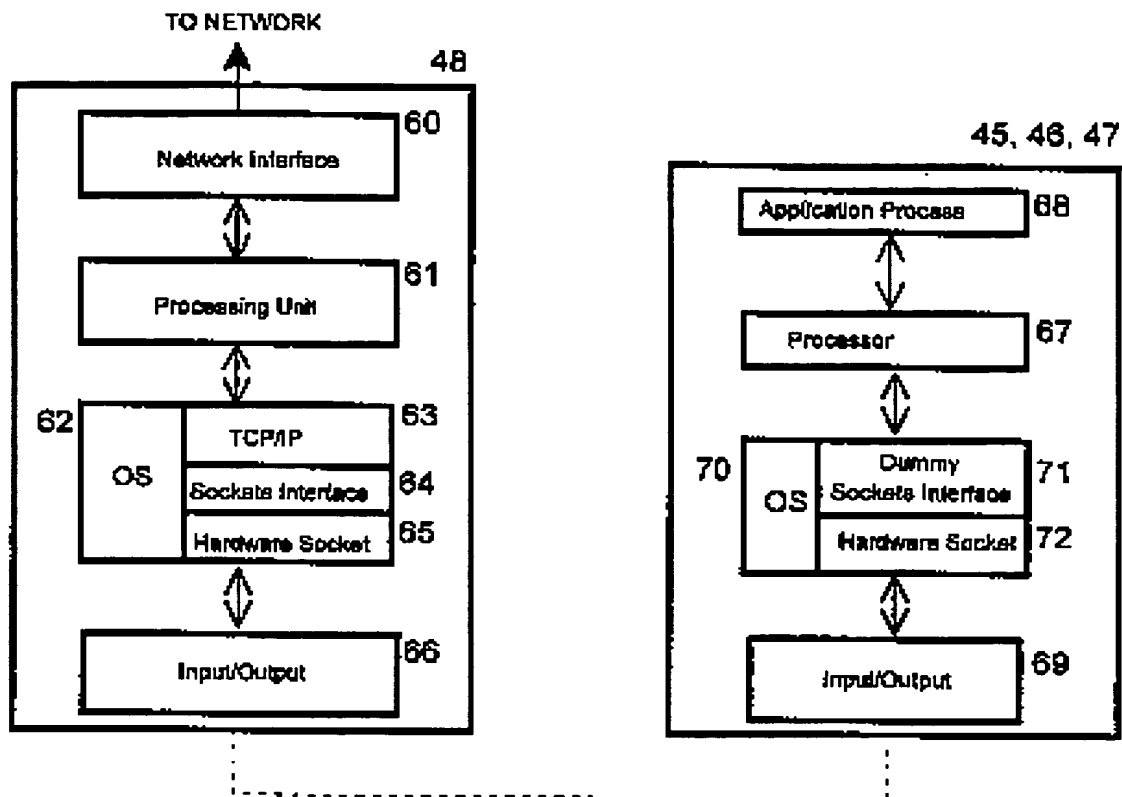 TO NETWORK
48
60
Network Interface
61
Processing Unit
62
OS
63
TCP/IP
64
Sockets Interface
65
Hardware Socket
66
Input/Output
45, 46, 47
68
Application Process
67
Processor
70
OS
71
Dummy
Sockets Interface
72
Hardware Socket
69
Input/Output